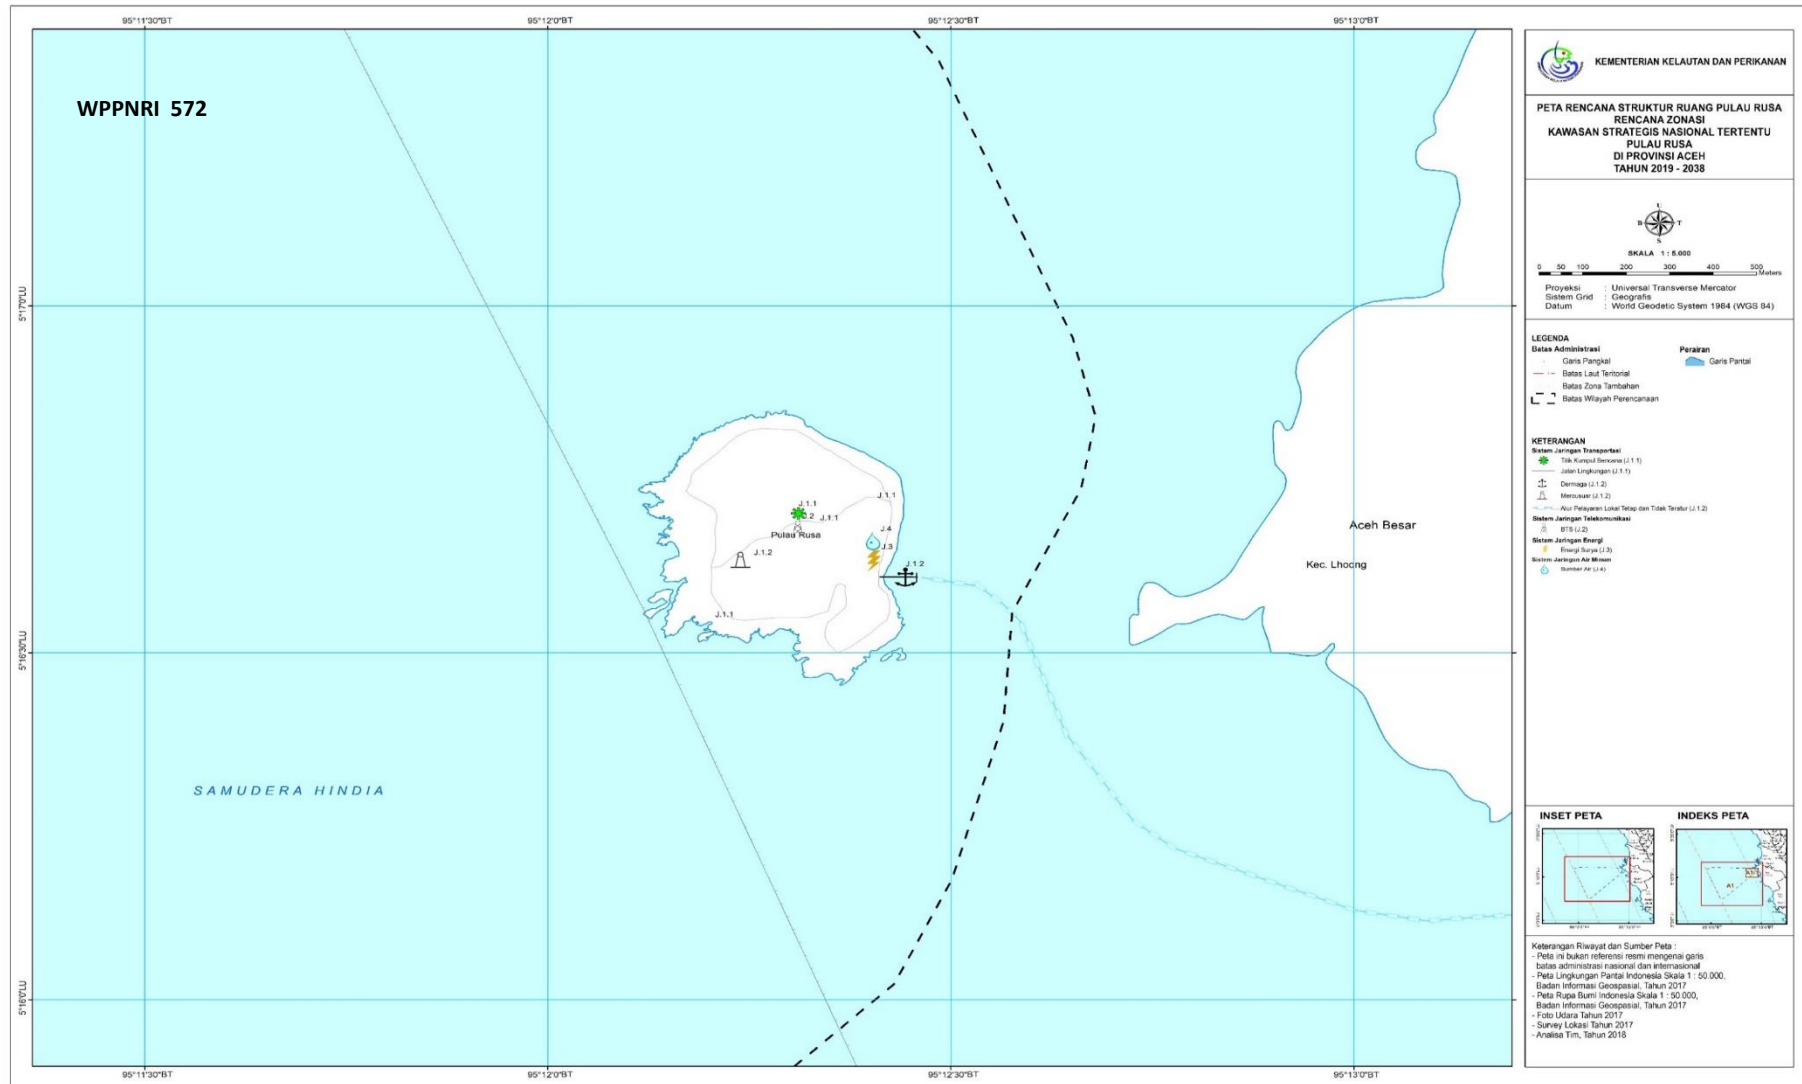 95°11'30"BT
95°12'0"BT
95°12'30"BT
95°13'0"BT
WPPNRI 572
5°17'0"LU
5°16'30"LU
5°16'0"LU
J.1.1
J.1.1
J.2
J.1.1
Pulau Rusa
J.4
J.3
J.1.2
J.1.2
J.1.1
Aceh Besar
Kec. Lhoong
SAMUDERA HINDIA
95°11'30"BT
95°12'0"BT
95°12'30"BT
95°13'0"BT
KEMENTERIAN KELAUTAN DAN PERIKANAN
PETA RENCANA STRUKTUR RUANG PULAU RUSA
RENCANA ZONASI
KAWASAN STRATEGIS NASIONAL TERTENTU
PULAU RUSA
DI PROVINSI ACEH
TAHUN 2019 - 2038
U
B T
S
SKALA 1 : 5.000
0 50 100 200 300 400 500 Meters
Proyeksi : Universal Transverse Mercator
Sistem Grid : Geografis
Datum : World Geodetic System 1984 (WGS 84)
LEGENDA
Batas Administrasi
Garis Pangkal
Batas Laut Teritorial
Batas Zona Tambahan
Batas Wilayah Perencanaan
Perairan
Garis Pantai
KETERANGAN
Sistem Jaringan Transportasi
Titik Kumpul Bencana (J.1.1)
Jalan Lingkungan (J.1.1)
Dermaga (J.1.2)
Mercusuar (J.1.2)
Alur Pelayaran Lokal Tetap dan Tidak Teratur (J.1.2)
Sistem Jaringan Telekomunikasi
BTS (J.2)
Sistem Jaringan Energi
Energi Surya (J.3)
Sistem Jaringan Air Minum
Sumber Air (J.4)
INSET PETA
INDEKS PETA
A1
Keterangan Riwayat dan Sumber Peta :
- Peta ini bukan referensi resmi mengenai garis
batas administrasi nasional dan internasional
- Peta Lingkungan Pantai Indonesia Skala 1 : 50.000,
Badan Informasi Geospasial, Tahun 2017
- Peta Rupa Bumi Indonesia Skala 1 : 50.000,
Badan Informasi Geospasial, Tahun 2017
- Foto Udara Tahun 2017
- Survey Lokasi Tahun 2017
- Analisa Tim, Tahun 2018